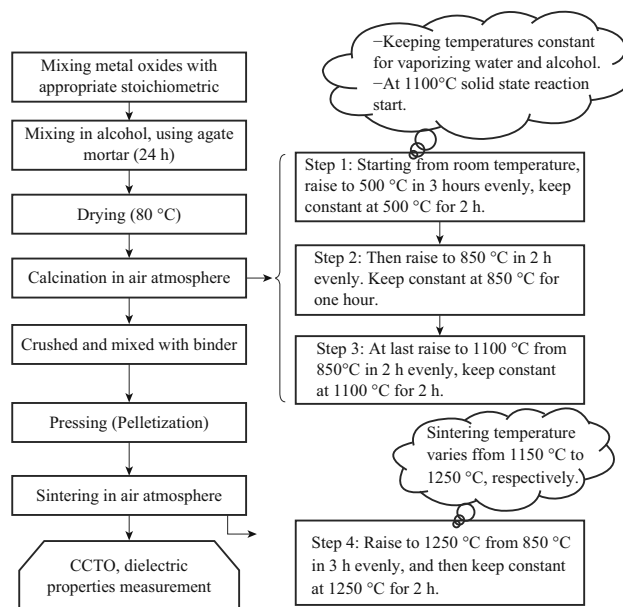 Mixing metal oxides with
appropriate stoichiometric
Mixing in alcohol, using agate
mortar (24 h)
Drying (80 °C)
Calcination in air atmosphere
Crushed and mixed with binder
Pressing (Pelletization)
Sintering in air atmosphere
CCTO, dielectric
properties measurement
−Keeping temperatures constant
for vaporizing water and alcohol.
−At 1100°C solid state reaction
start.
Step 1: Starting from room temperature,
raise to 500 °C in 3 hours evenly, keep
constant at 500 °C for 2 h.
Step 2: Then raise to 850 °C in 2 h
evenly. Keep constant at 850 °C for
one hour.
Step 3: At last raise to 1100 °C from
850°C in 2 h evenly, keep constant
at 1100 °C for 2 h.
Sintering temperature
varies ffom 1150 °C to
1250 °C, respectively.
Step 4: Raise to 1250 °C from 850 °C
in 3 h evenly, and then keep constant
at 1250 °C for 2 h.